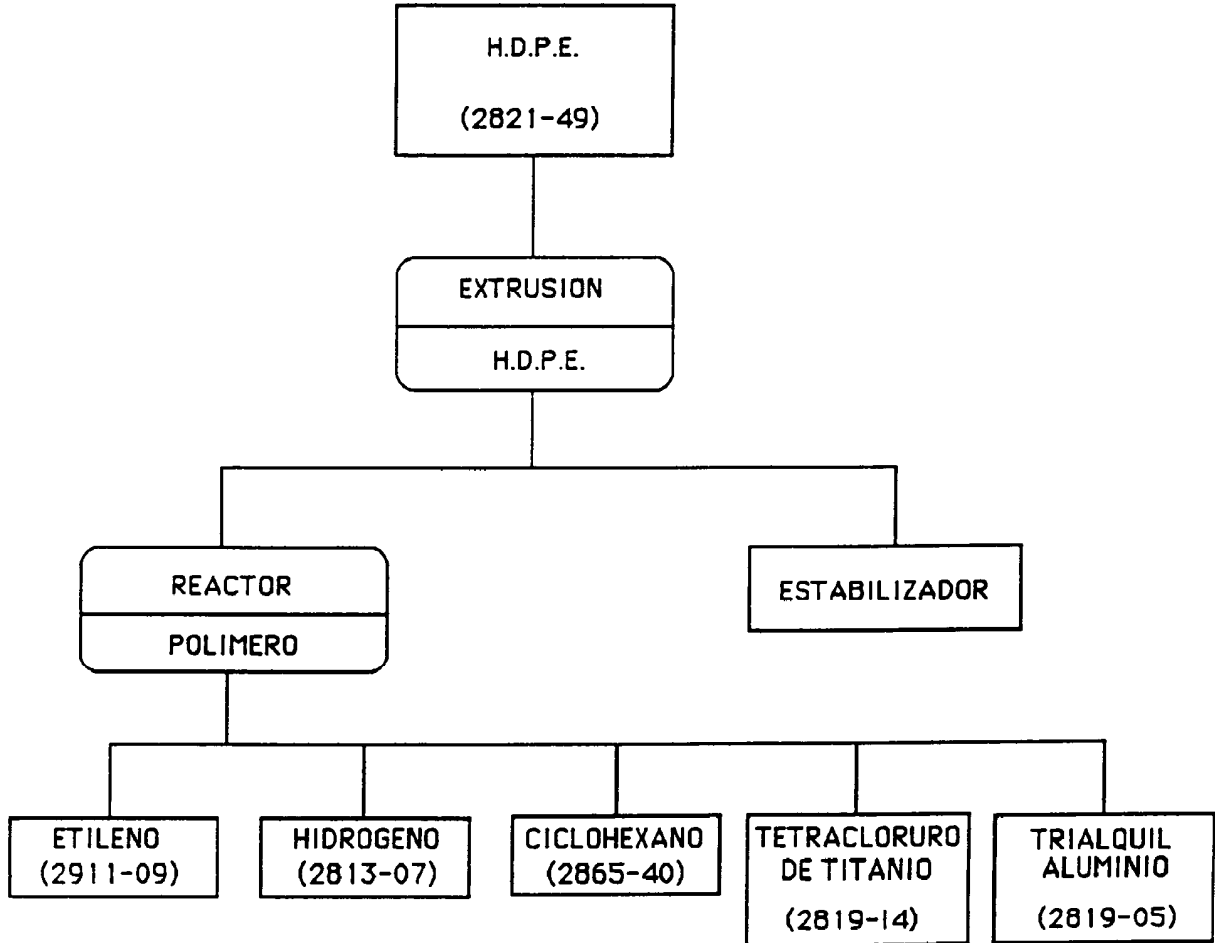 H.D.P.E.
(2821-49)
EXTRUSION
H.D.P.E.
REACTOR
POLIMERO
ESTABILIZADOR
ETILENO
(2911-09)
HIDROGENO
(2813-07)
CICLOHEXANO
(2865-40)
TETRACLORURO
DE TITANIO
(2819-14)
TRIALQUIL
ALUMINIO
(2819-05)